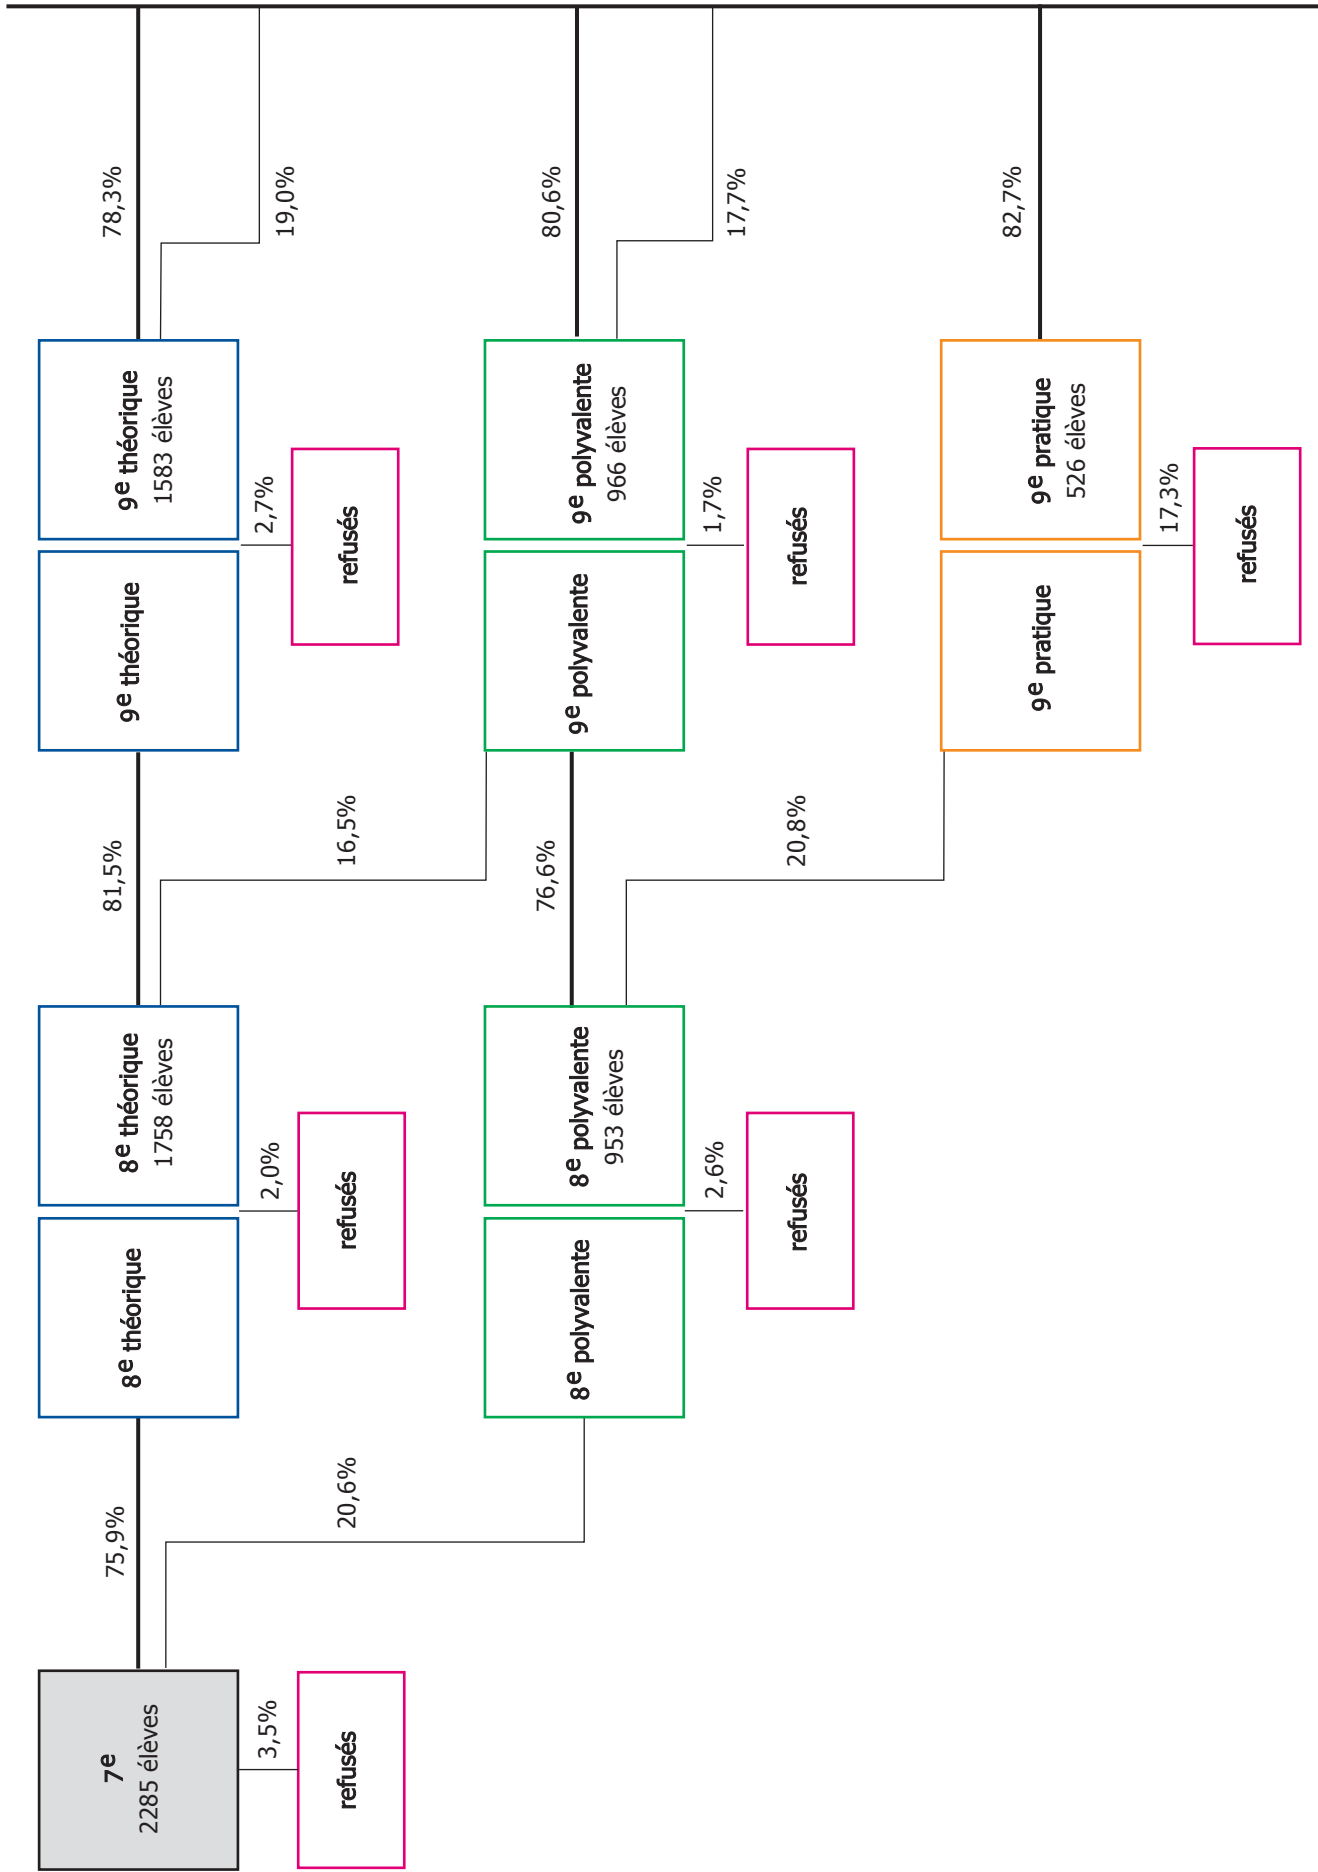 7e
2285 élèves
3,5%
refusés
75,9%
20,6%
8e théorique
8e théorique
1758 élèves
2,0%
refusés
8e polyvalente
8e polyvalente
953 élèves
2,6%
refusés
81,5%
16,5%
76,6%
20,8%
9e théorique
9e théorique
1583 élèves
2,7%
refusés
9e polyvalente
9e polyvalente
966 élèves
1,7%
refusés
9e pratique
9e pratique
526 élèves
17,3%
refusés
78,3%
19,0%
80,6%
17,7%
82,7%